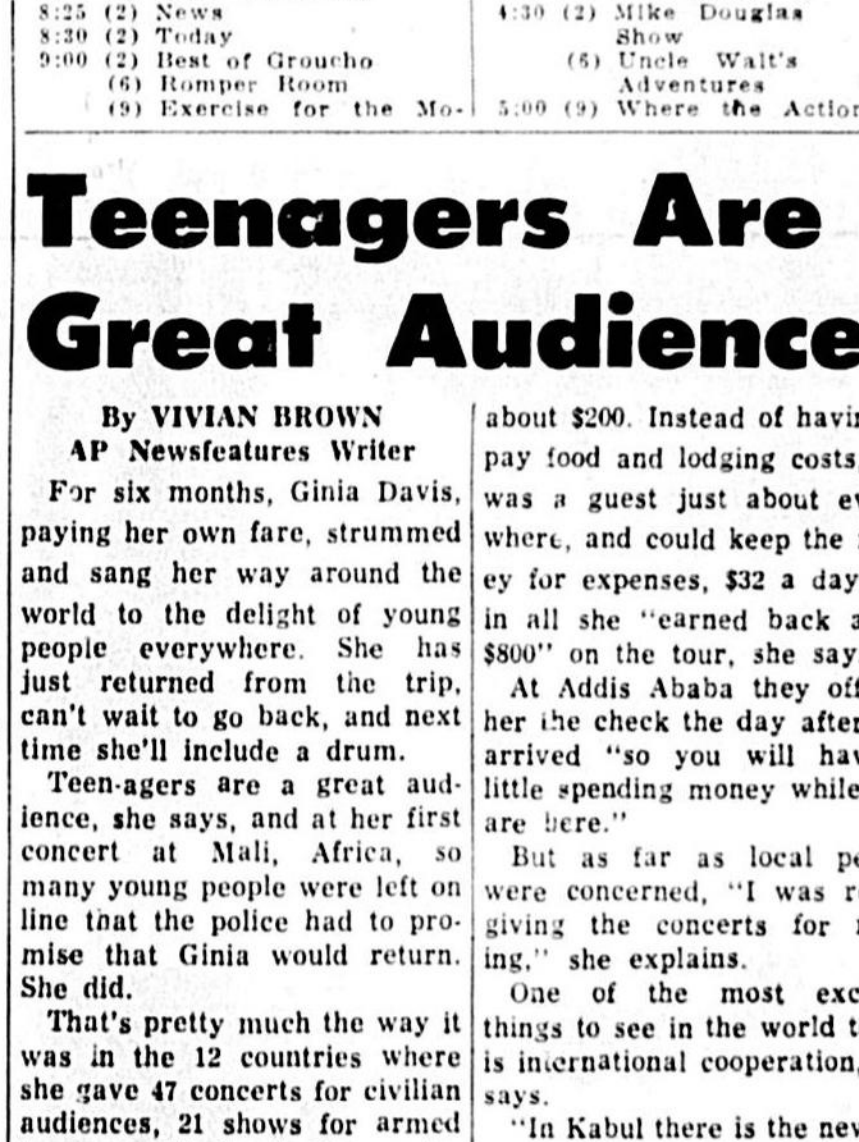 8:25 (2) News
8:30 (2) Today
9:00 (2) Best of Groucho
(6) Romper Room
(9) Exercise for the Mo-
4:30 (2) Mike Douglas
Show
(6) Uncle Walt's
Adventures
5:00 (9) Where the Action
Teenagers Are
Great Audience
By VIVIAN BROWN
AP Newsfeatures Writer
For six months, Ginia Davis,
paying her own fare, strummed
and sang her way around the
world to the delight of young
people everywhere. She has
just returned from the trip,
can't wait to go back, and next
time she'll include a drum.
Teen-agers are a great aud-
ience, she says, and at her first
concert at Mali, Africa, so
many young people were left on
line that the police had to pro-
mise that Ginia would return.
She did.
That's pretty much the way it
was in the 12 countries where
she gave 47 concerts for civilian
audiences, 21 shows for armed
about $200. Instead of
pay food and lodging costs,
was a guest just about
where, and could keep the
ey for expenses, $32 a day
in all she "earned back
$800" on the tour, she say
At Addis Ababa they
her the check the day after
arrived "so you will
little spending money while
are here."
But as far as local
were concerned, "I was
giving the concerts for
ing," she explains.
One of the most
things to see in the world
is international cooperation,
says.
"In Kabul there is the